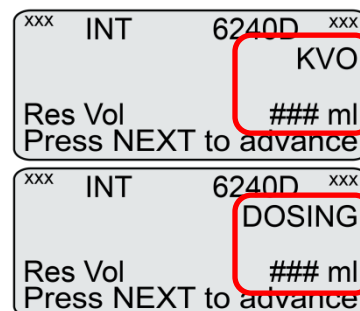 xxx INT 6240D xxx
KVO
Res Vol ### ml
Press NEXT to advance
xxx INT 6240D xxx
DOSING
Res Vol ### ml
Press NEXT to advance